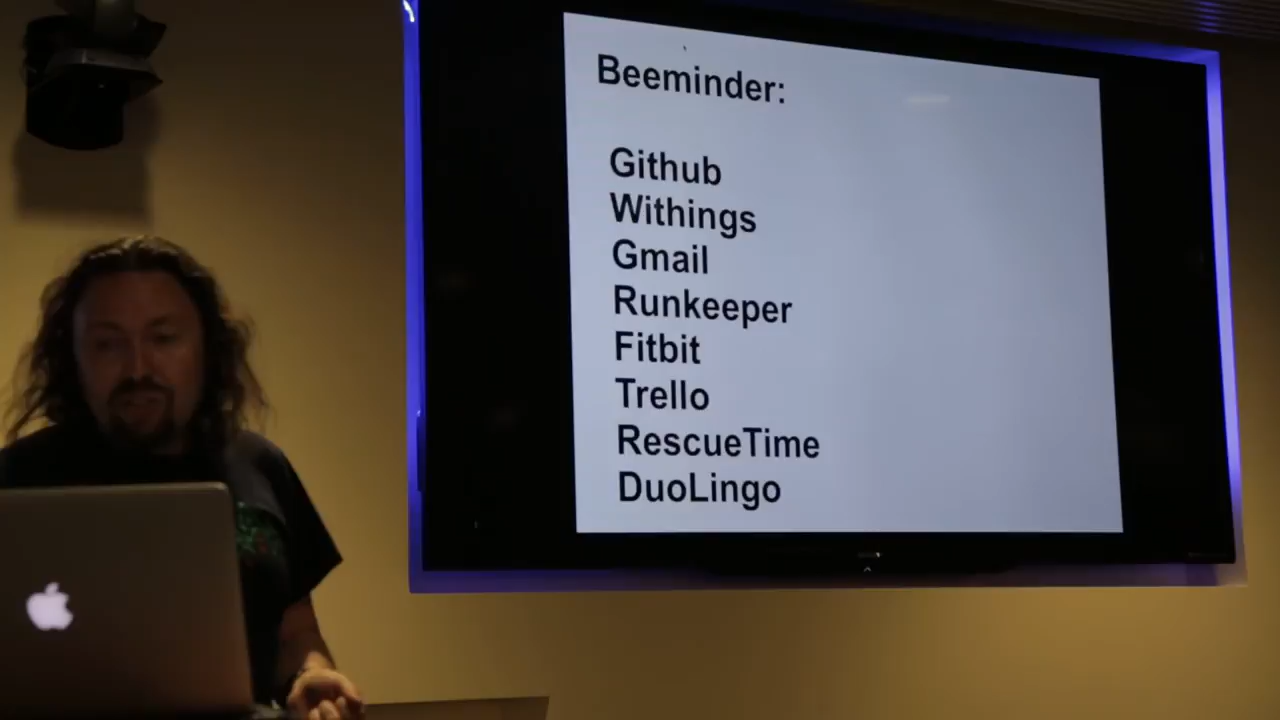 Beeminder:
Github
Withings
Gmail
Runkeeper
Fitbit
Trello
RescueTime
DuoLingo